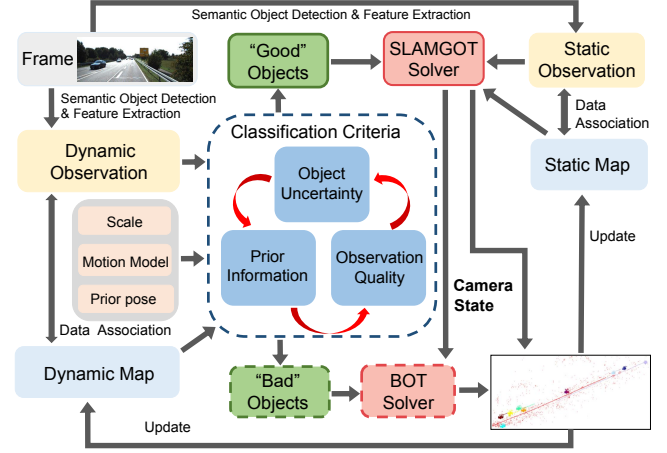 Semantic Object Detection & Feature Extraction
Frame
"Good"
Objects
SLAMGOT
Solver
Static
Observation
Semantic Object Detection
& Feature Extraction
Data
Association
Classification Criteria
Dynamic
Observation
Object
Uncertainty
Static Map
Scale
Motion Model
Prior pose
Prior
Information
Observation
Quality
Update
Camera
State
Data Association
Dynamic Map
"Bad"
Objects
BOT
Solver
Update